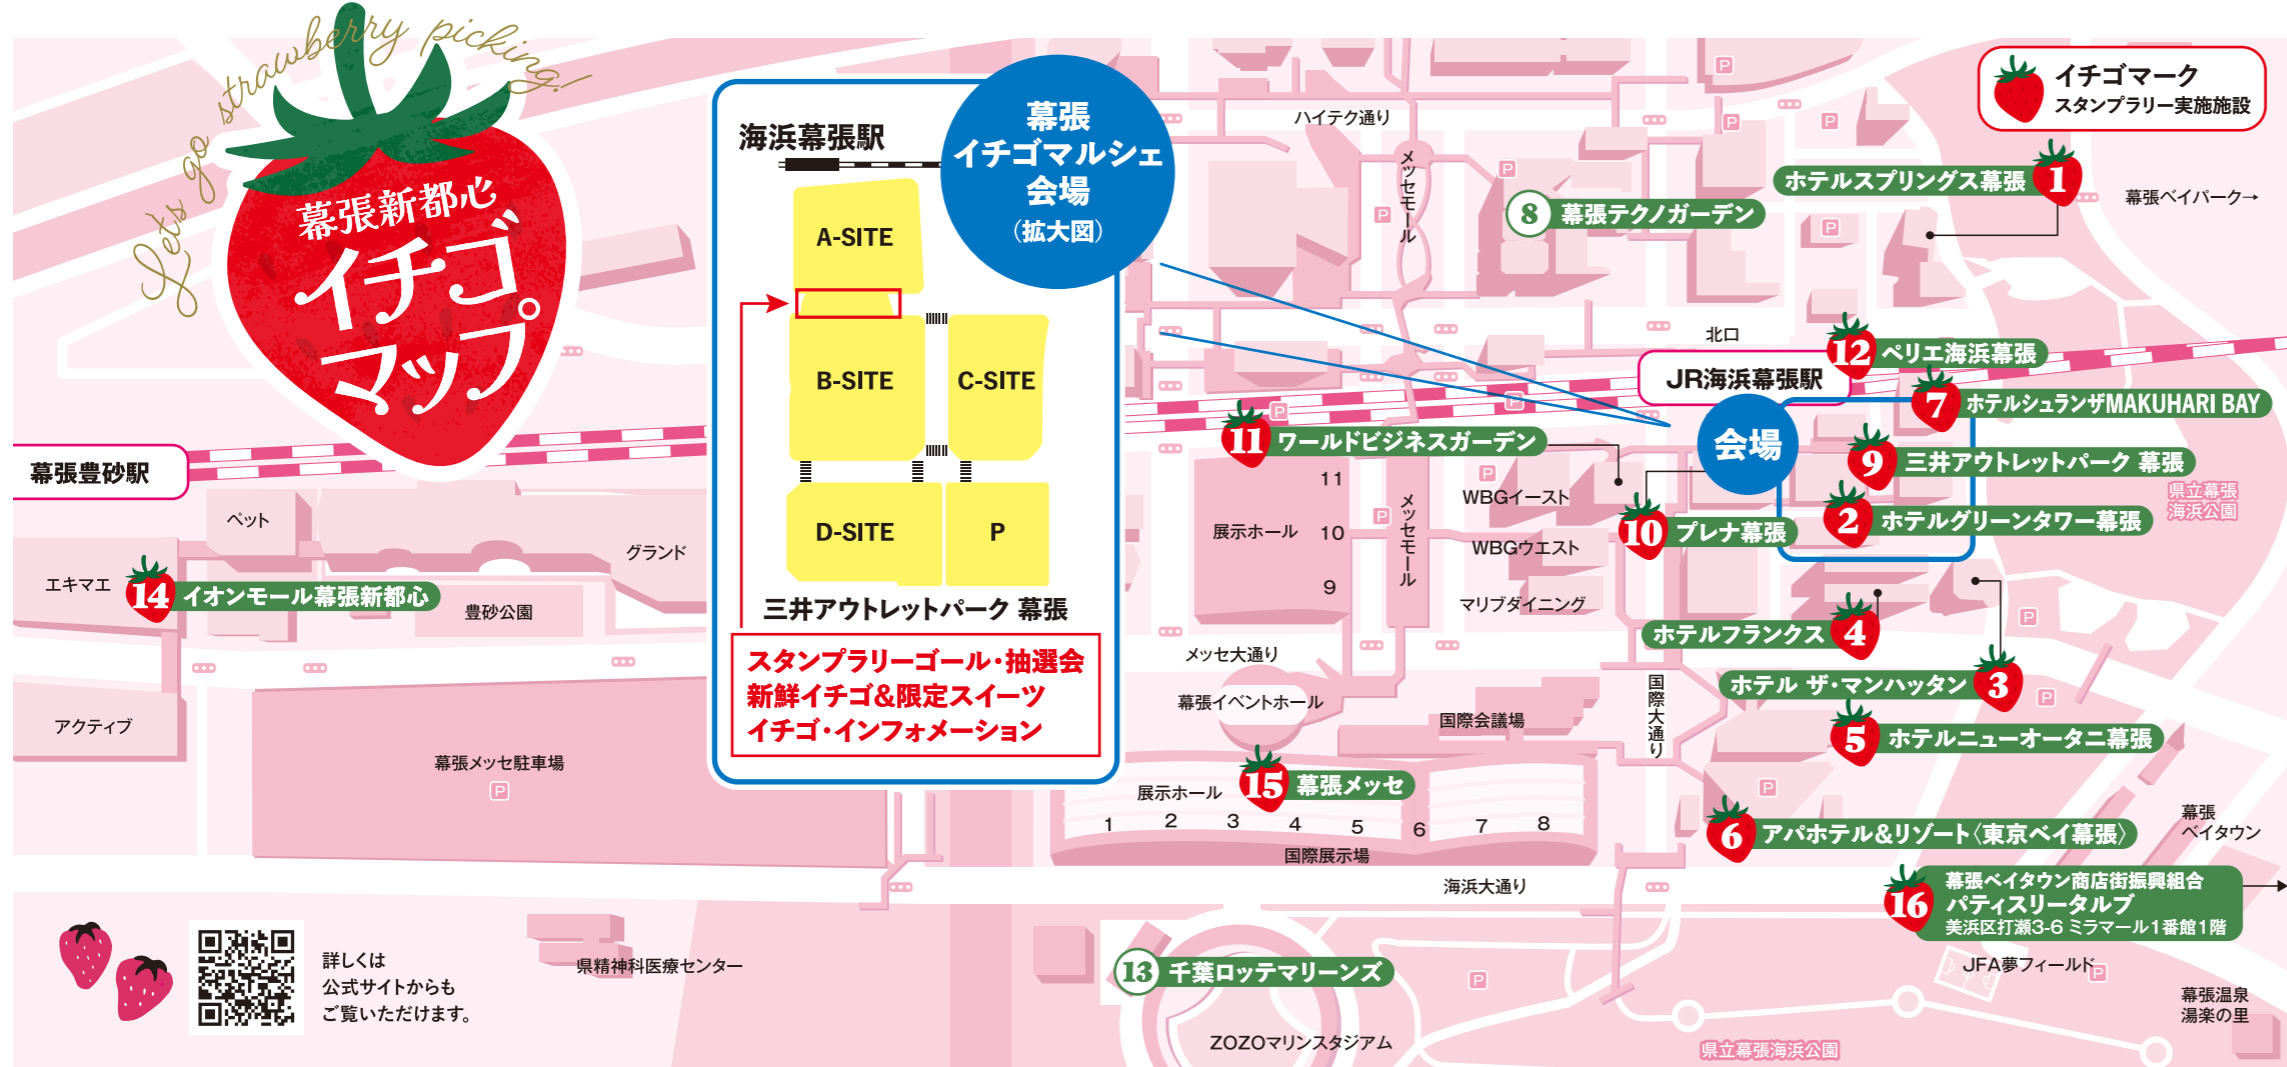 Let's go strawberry picking!
幕張新都心
イチゴ
マップ
幕張
イチゴマルシェ
会場
(拡大図)
海浜幕張駅
A-SITE
B-SITE
C-SITE
D-SITE
P
三井アウトレットパーク 幕張
スタンプラリーゴール・抽選会
新鮮イチゴ&限定スイーツ
イチゴ・インフォメーション
イチゴマーク
スタンプラリー実施施設
ハイテク通り
メッセモール
P
P
P
P
P
P
P
8 幕張テクノガーデン
ホテルスプリングス幕張 1
幕張ベイパーク→
北口
12 ペリエ海浜幕張
JR海浜幕張駅
7 ホテルシュランザMAKUHARI BAY
会場
9 三井アウトレットパーク 幕張
2 ホテルグリーンタワー幕張
県立幕張
海浜公園
P
11 ワールドビジネスガーデン
11
展示ホール 10
9
P
メッセモール
P
WBGイースト
WBGウエスト
マリブダイニング
10 プレナ幕張
ホテルフランクス 4
P
ホテル ザ・マンハッタン 3
P
5 ホテルニューオータニ幕張
P
6 アパホテル&リゾート〈東京ベイ幕張〉
幕張
ベイタウン
16 幕張ベイタウン商店街振興組合
パティスリータルブ
美浜区打瀬3-6 ミラマール1番館1階
JFA夢フィールド
P
幕張温泉
湯楽の里
県立幕張海浜公園
メッセ大通り
幕張イベントホール
国際会議場
国際大通り
15 幕張メッセ
展示ホール
1 2 3 4 5 6 7 8
国際展示場
海浜大通り
13 千葉ロッテマリーンズ
P
ZOZOマリンスタジアム
幕張豊砂駅
ペット
グランド
エキマエ
14 イオンモール幕張新都心
豊砂公園
アクティブ
幕張メッセ駐車場
P
県精神科医療センター
詳しくは
公式サイトからも
ご覧いただけます。